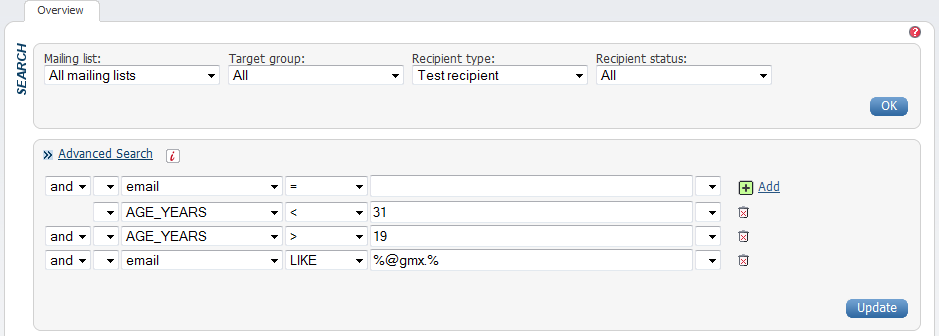 Overview
?
SEARCH
Mailing list: Target group: Recipient type: Recipient status:
All mailing lists All Test recipient All
OK
Advanced Search i
and email = Add
AGE_YEARS < 31
and AGE_YEARS > 19
and email LIKE %@gmx.%
Update